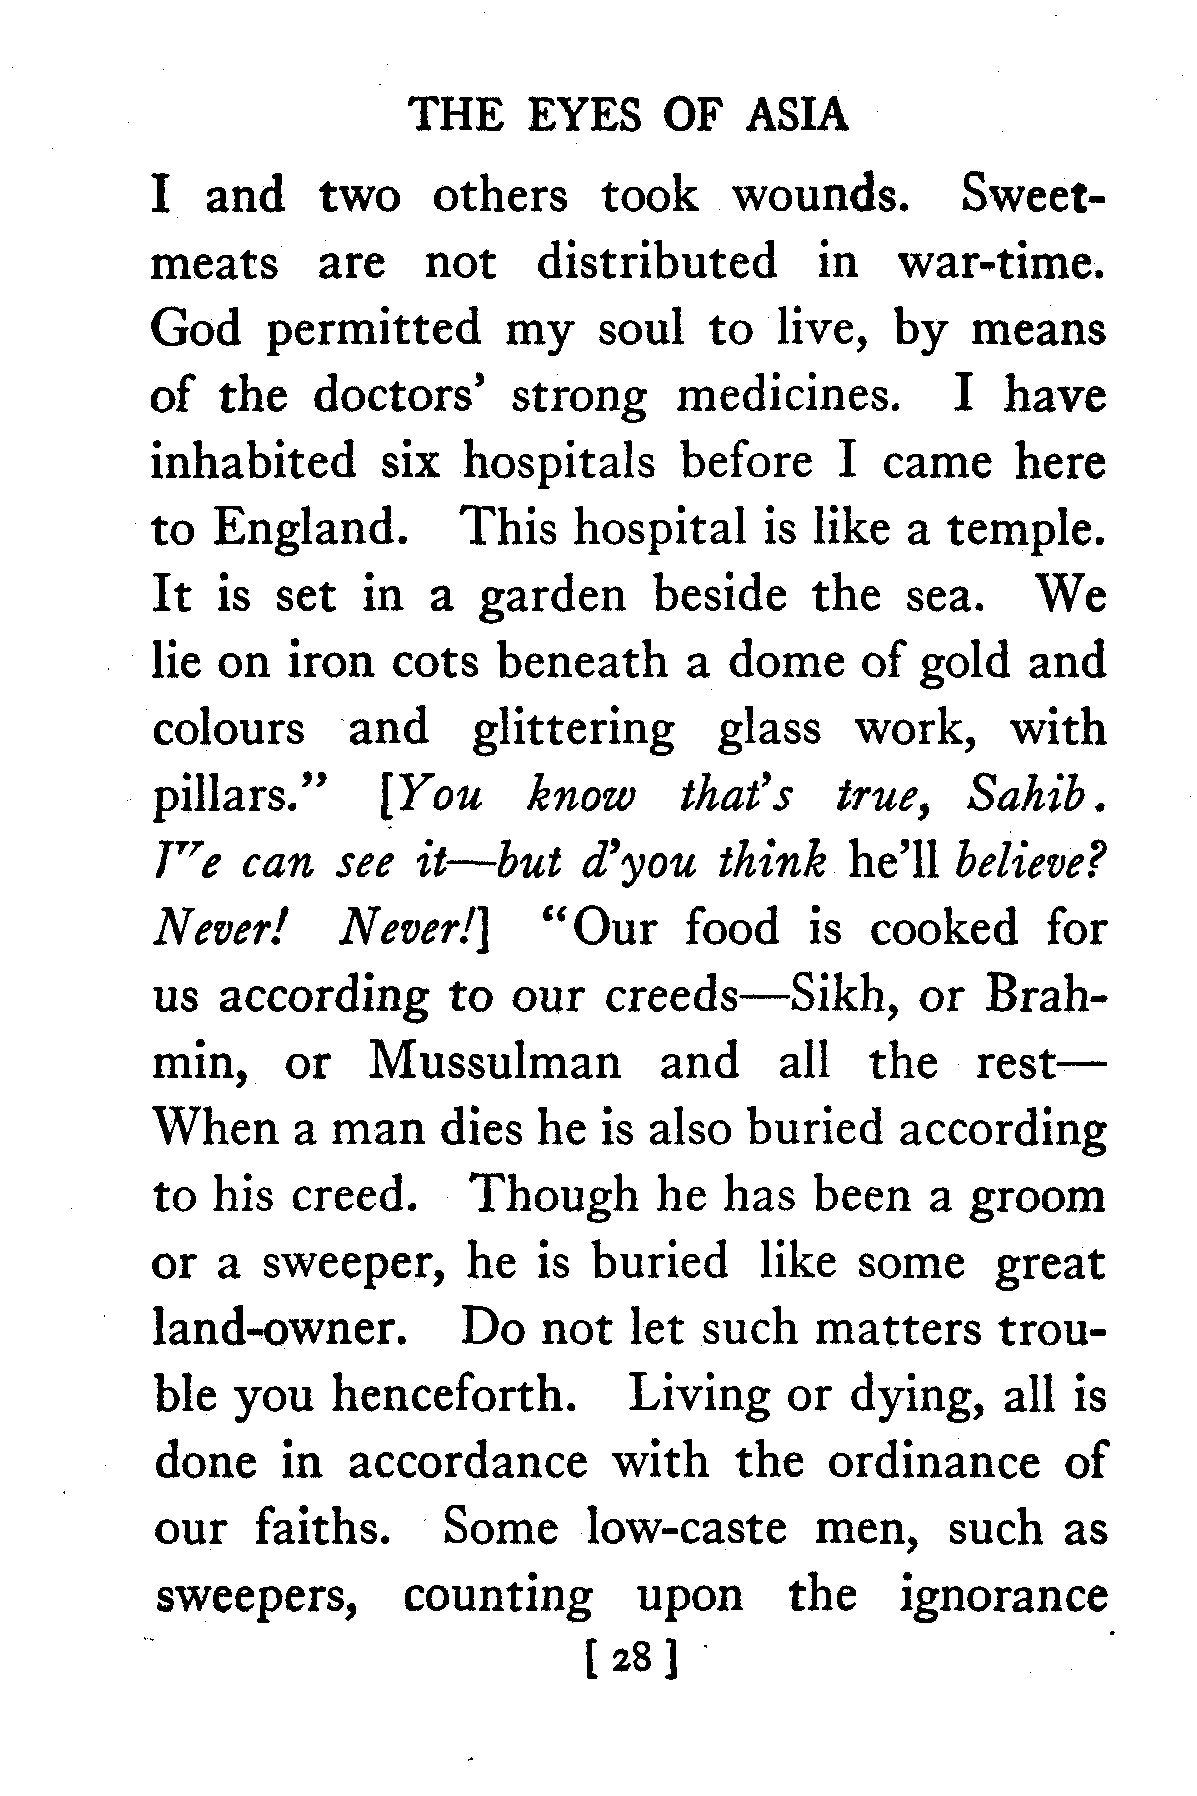 THE EYES OF ASIA
I and two others took wounds. Sweet-
meats are not distributed in war-time.
God permitted my soul to live, by means
of the doctors' strong medicines. I have
inhabited six hospitals before I came here
to England. This hospital is like a temple.
It is set in a garden beside the sea. We
lie on iron cots beneath a dome of gold and
colours and glittering glass work, with
pillars." [You know that's true, Sahib.
We can see it—but d'you think he'll believe?
Never! Never!] "Our food is cooked for
us according to our creeds—Sikh, or Brah-
min, or Mussulman and all the rest—
When a man dies he is also buried according
to his creed. Though he has been a groom
or a sweeper, he is buried like some great
land-owner. Do not let such matters trou-
ble you henceforth. Living or dying, all is
done in accordance with the ordinance of
our faiths. Some low-caste men, such as
sweepers, counting upon the ignorance
[ 28 ]